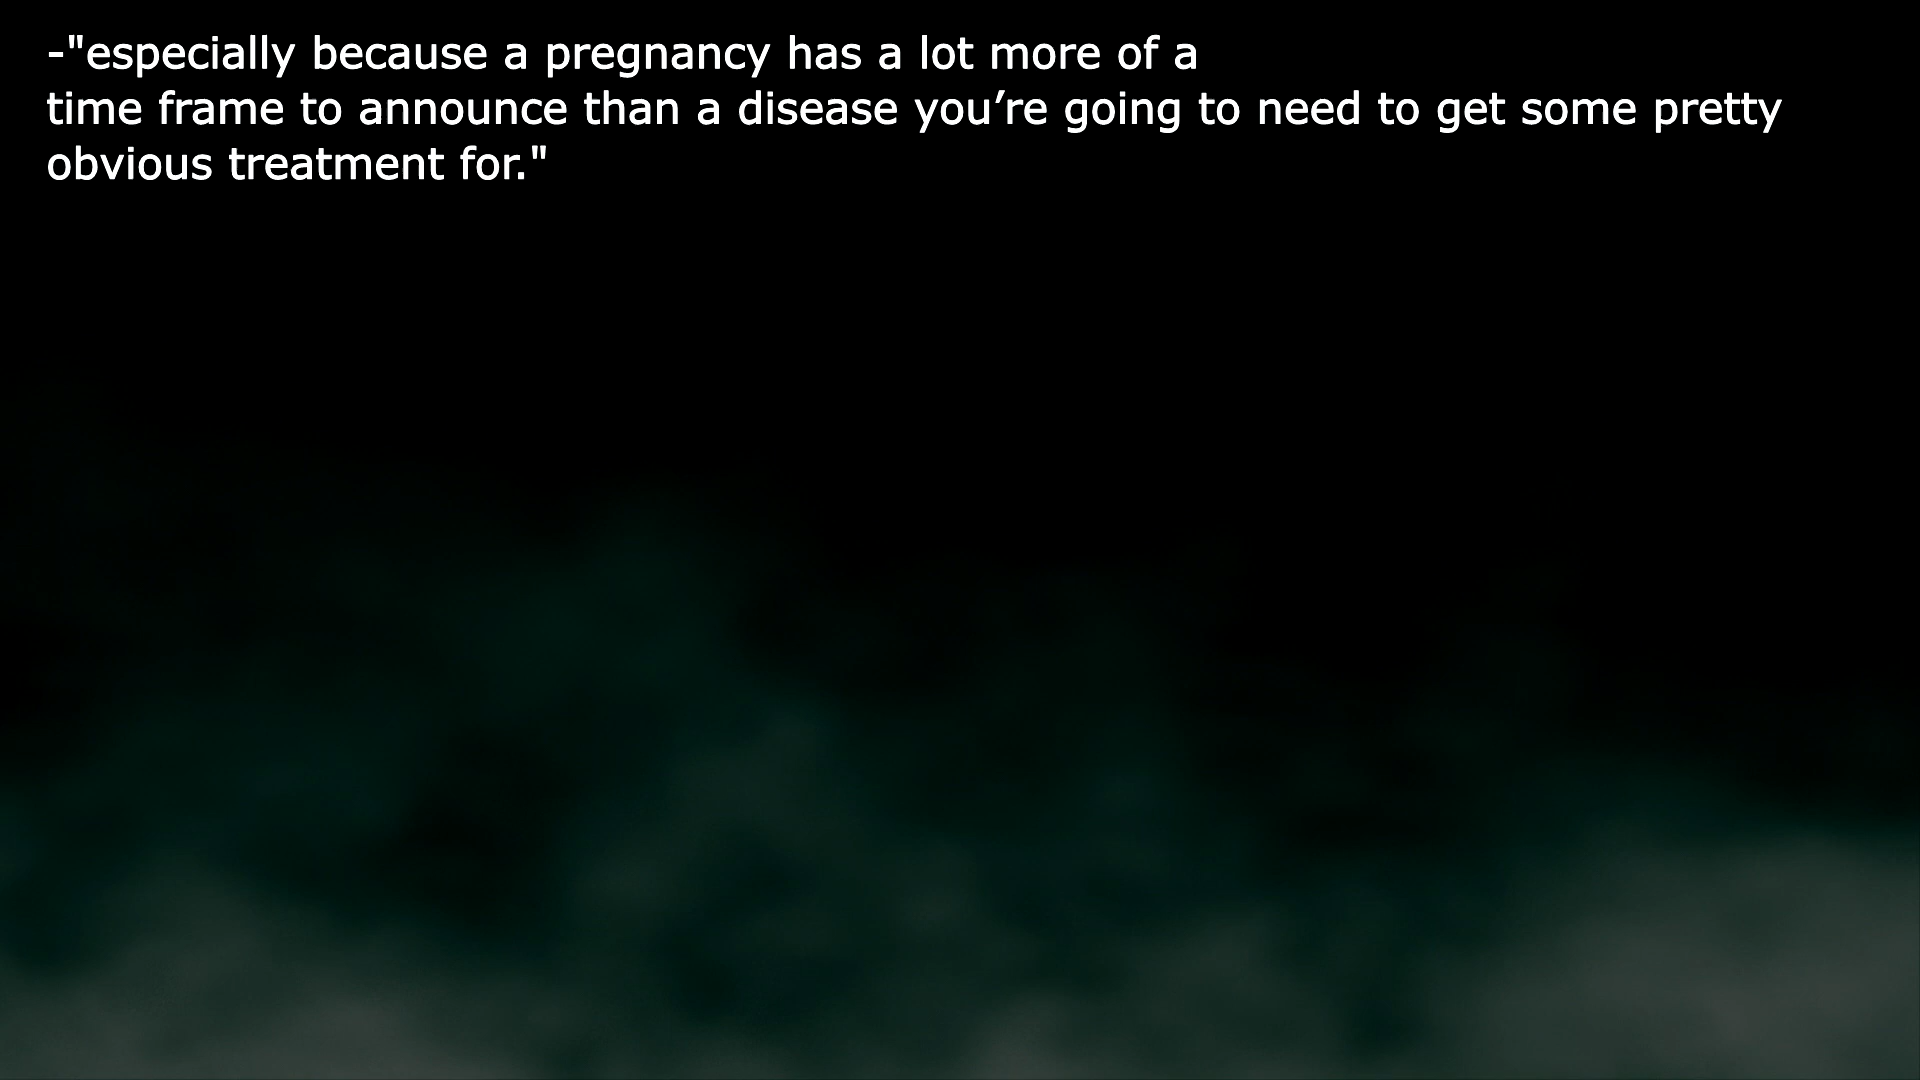 -"especially because a pregnancy has a lot more of a
time frame to announce than a disease you’re going to need to get some pretty
obvious treatment for."